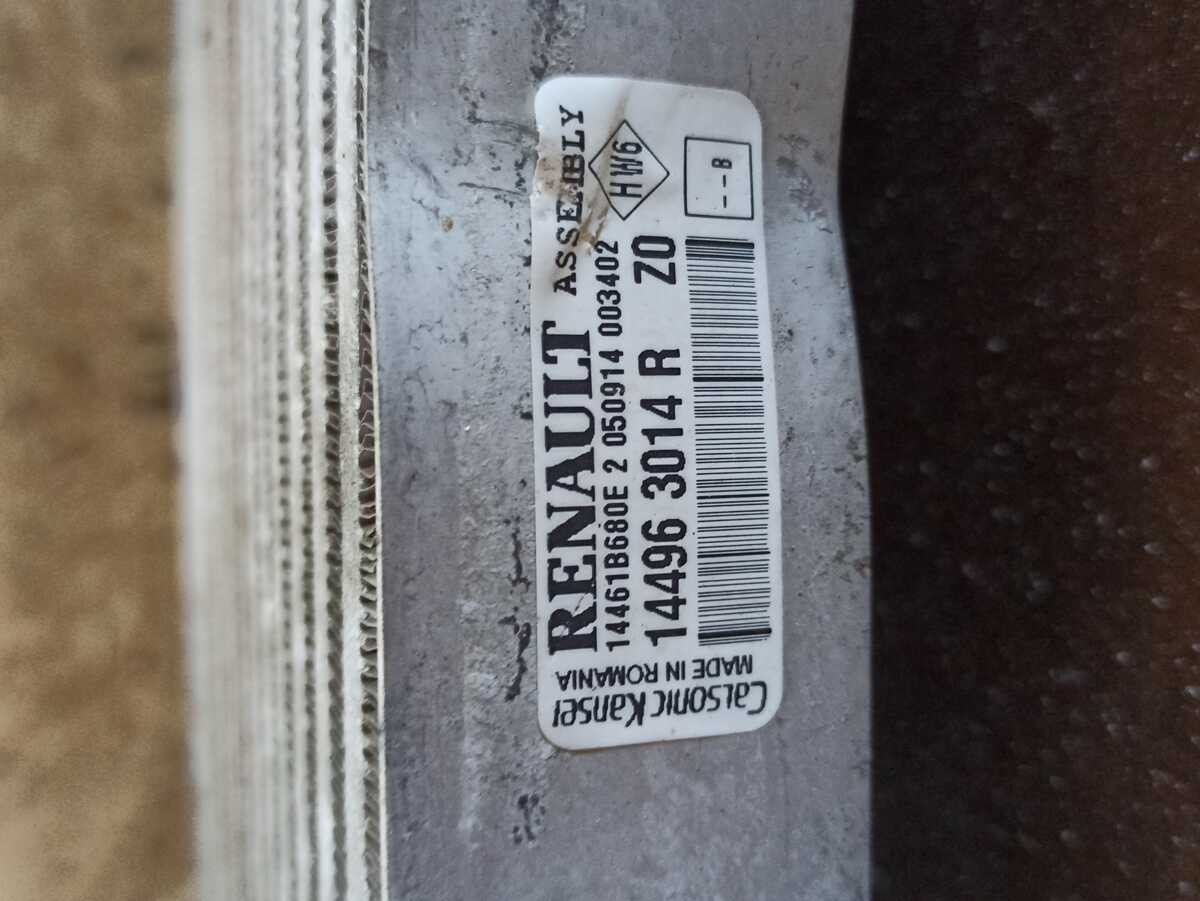 RENAULT ASSEMBLY
14461B680E 2 050914 003402
HW6
14496 3014 R Z0
--B
Calsonic Kansei
MADE IN ROMANIA